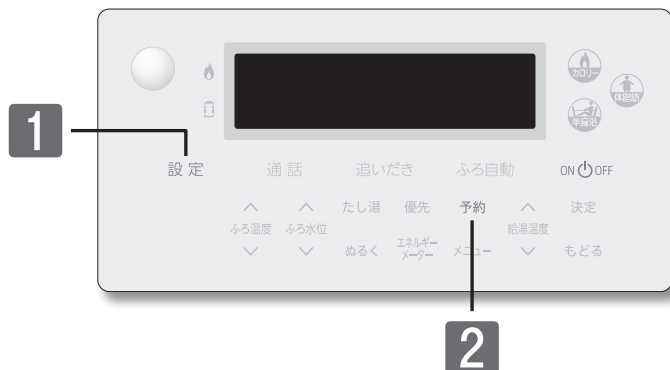 カロリー
体脂肪
半身浴
1
設定 通話 追いだき ふろ自動 ON OFF
たし湯 優先 予約 決定
ふろ温度 ふろ水位 給湯温度
ぬるく エネルギーメーター メニュー もどる
2